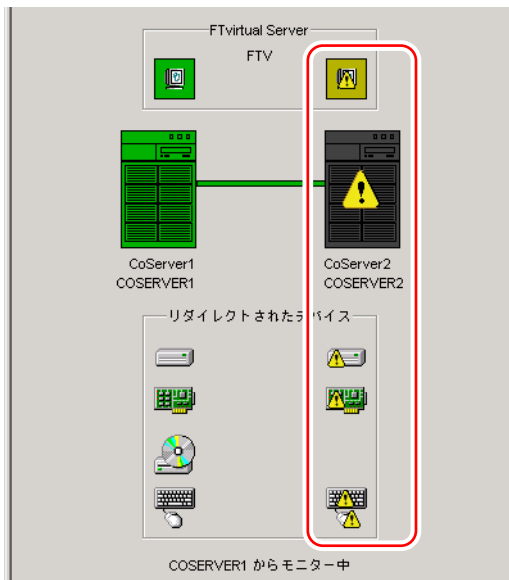 FTvirtual Server
FTV
CoServer1
COSERVER1
CoServer2
COSERVER2
リダイレクトされたデバイス
COSERVER1 からモニター中